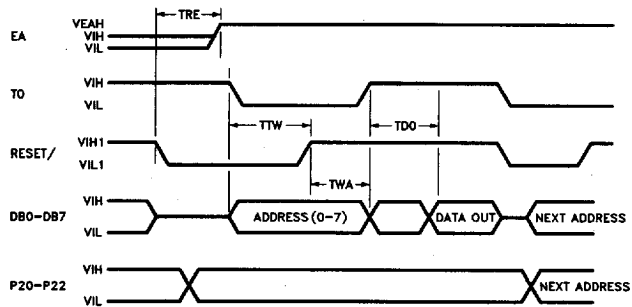 TRE
VEAH
EA VIH
VIL
T0 VIH
VIL
TTW TDO
RESET/ VIH1
VIL1
TWA
DB0-DB7 VIH
VIL
ADDRESS (0-7) DATA OUT NEXT ADDRESS
P20-P22 VIH
VIL
NEXT ADDRESS